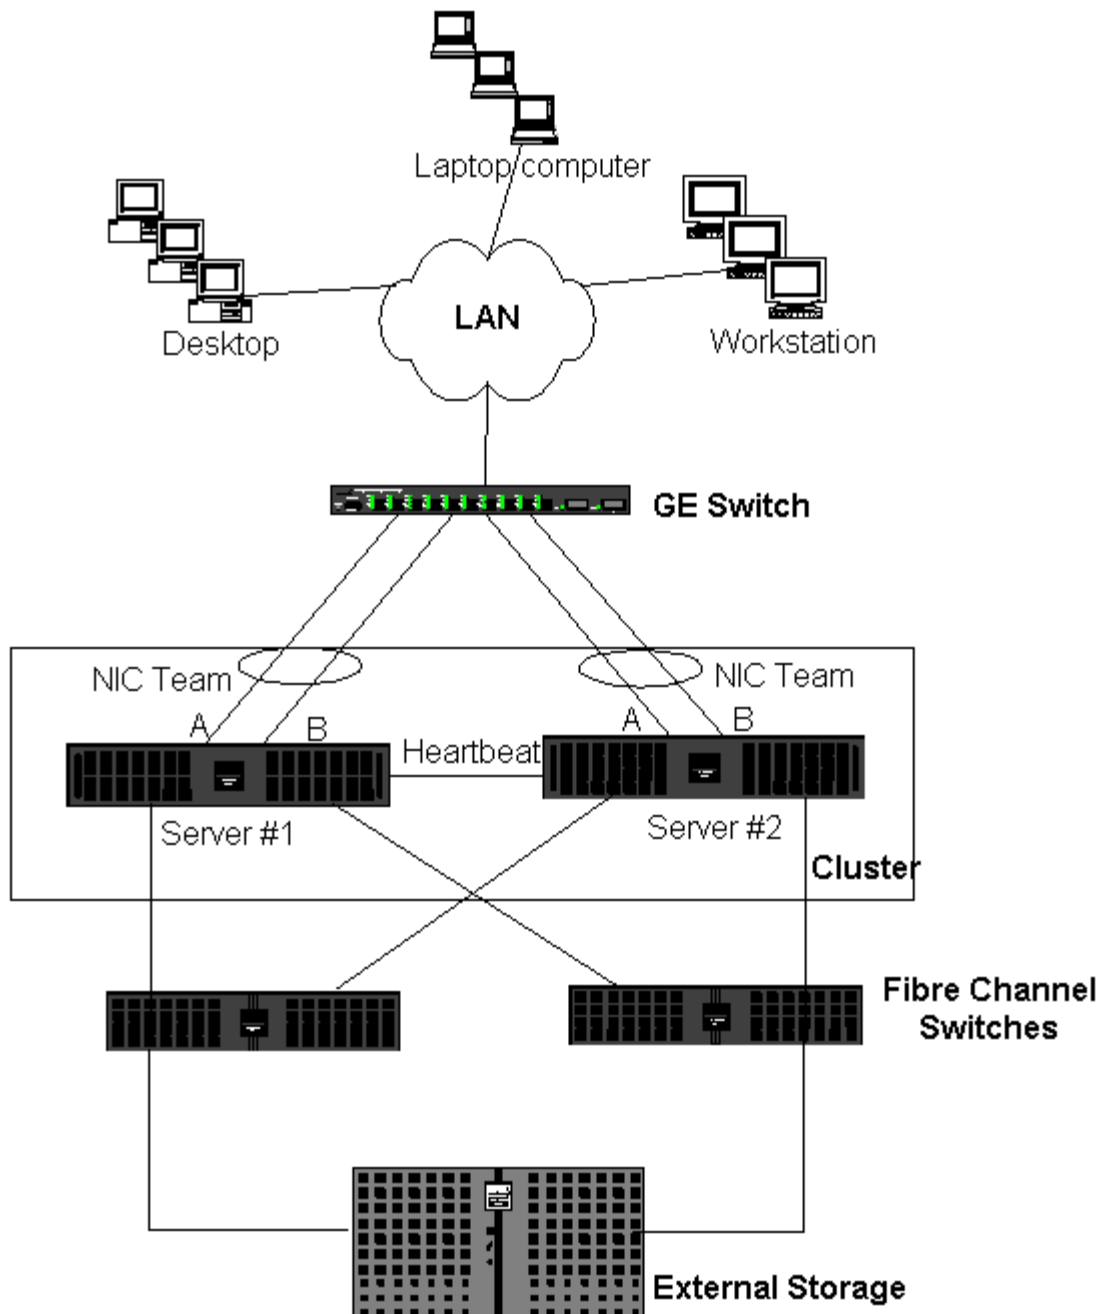 Laptop computer
LAN
Desktop
Workstation
GE Switch
NIC Team
NIC Team
A
B
A
B
Heartbeat
Server #1
Server #2
Cluster
Fibre Channel
Switches
External Storage